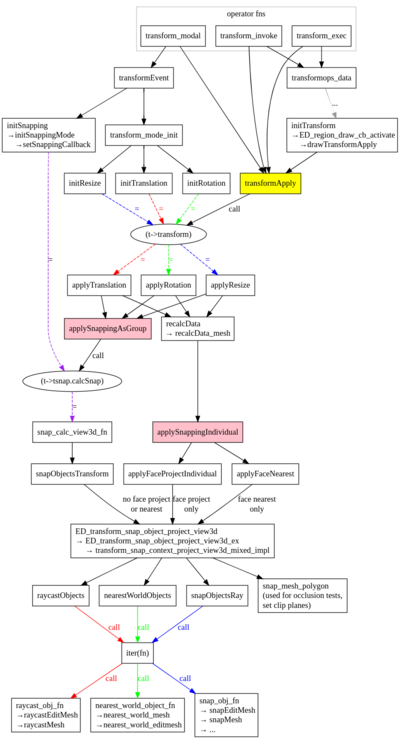 operator fns
transform_modal
transform_invoke
transform_exec
transformEvent
transformops_data
...
initSnapping
→initSnappingMode
→setSnappingCallback
transform_mode_init
initTransform
→ED_region_draw_cb_activate
→drawTransformApply
initResize
initTranslation
initRotation
transformApply
= = =
call
(t->transform)
=
= = =
applyTranslation
applyRotation
applyResize
applySnappingAsGroup
recalcData
→ recalcData_mesh
call
(t->tsnap.calcSnap)
=
snap_calc_view3d_fn
applySnappingIndividual
snapObjectsTransform
applyFaceProjectIndividual
applyFaceNearest
no face project
or nearest
face project
only
face nearest
only
ED_transform_snap_object_project_view3d
→ ED_transform_snap_object_project_view3d_ex
→ transform_snap_context_project_view3d_mixed_impl
raycastObjects
nearestWorldObjects
snapObjectsRay
snap_mesh_polygon
(used for occlusion tests,
set clip planes)
call
call
call
iter(fn)
call
call
call
raycast_obj_fn
→raycastEditMesh
→raycastMesh
nearest_world_object_fn
→nearest_world_mesh
→nearest_world_editmesh
snap_obj_fn
→ snapEditMesh
→ snapMesh
→ ...